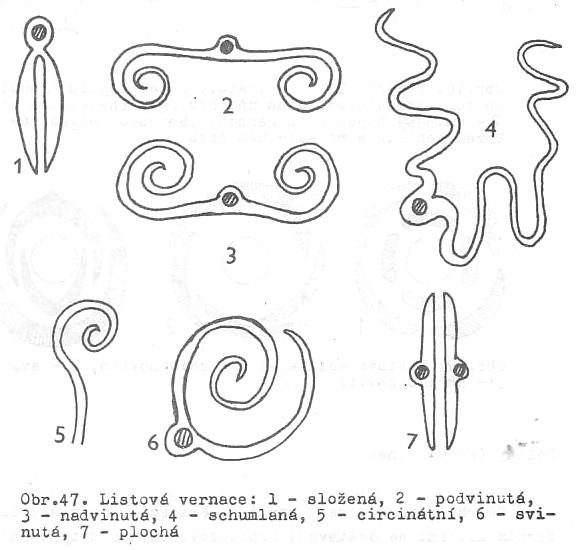 1
2
3
4
5
6
7
Obr.47. Listová vernace: 1 - složená, 2 - podvinutá,
3 - nadvinutá, 4 - schumlaná, 5 - circinátní, 6 - svi-
nutá, 7 - plochá